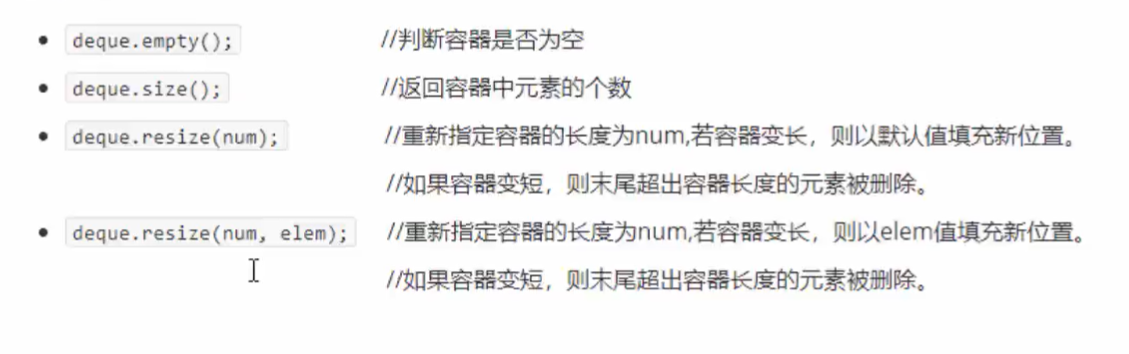 deque.empty(); //判断容器是否为空
deque.size(); //返回容器中元素的个数
deque.resize(num); //重新指定容器的长度为num,若容器变长，则以默认值填充新位置。
//如果容器变短，则末尾超出容器长度的元素被删除。
deque.resize(num, elem); //重新指定容器的长度为num,若容器变长，则以elem值填充新位置。
//如果容器变短，则末尾超出容器长度的元素被删除。